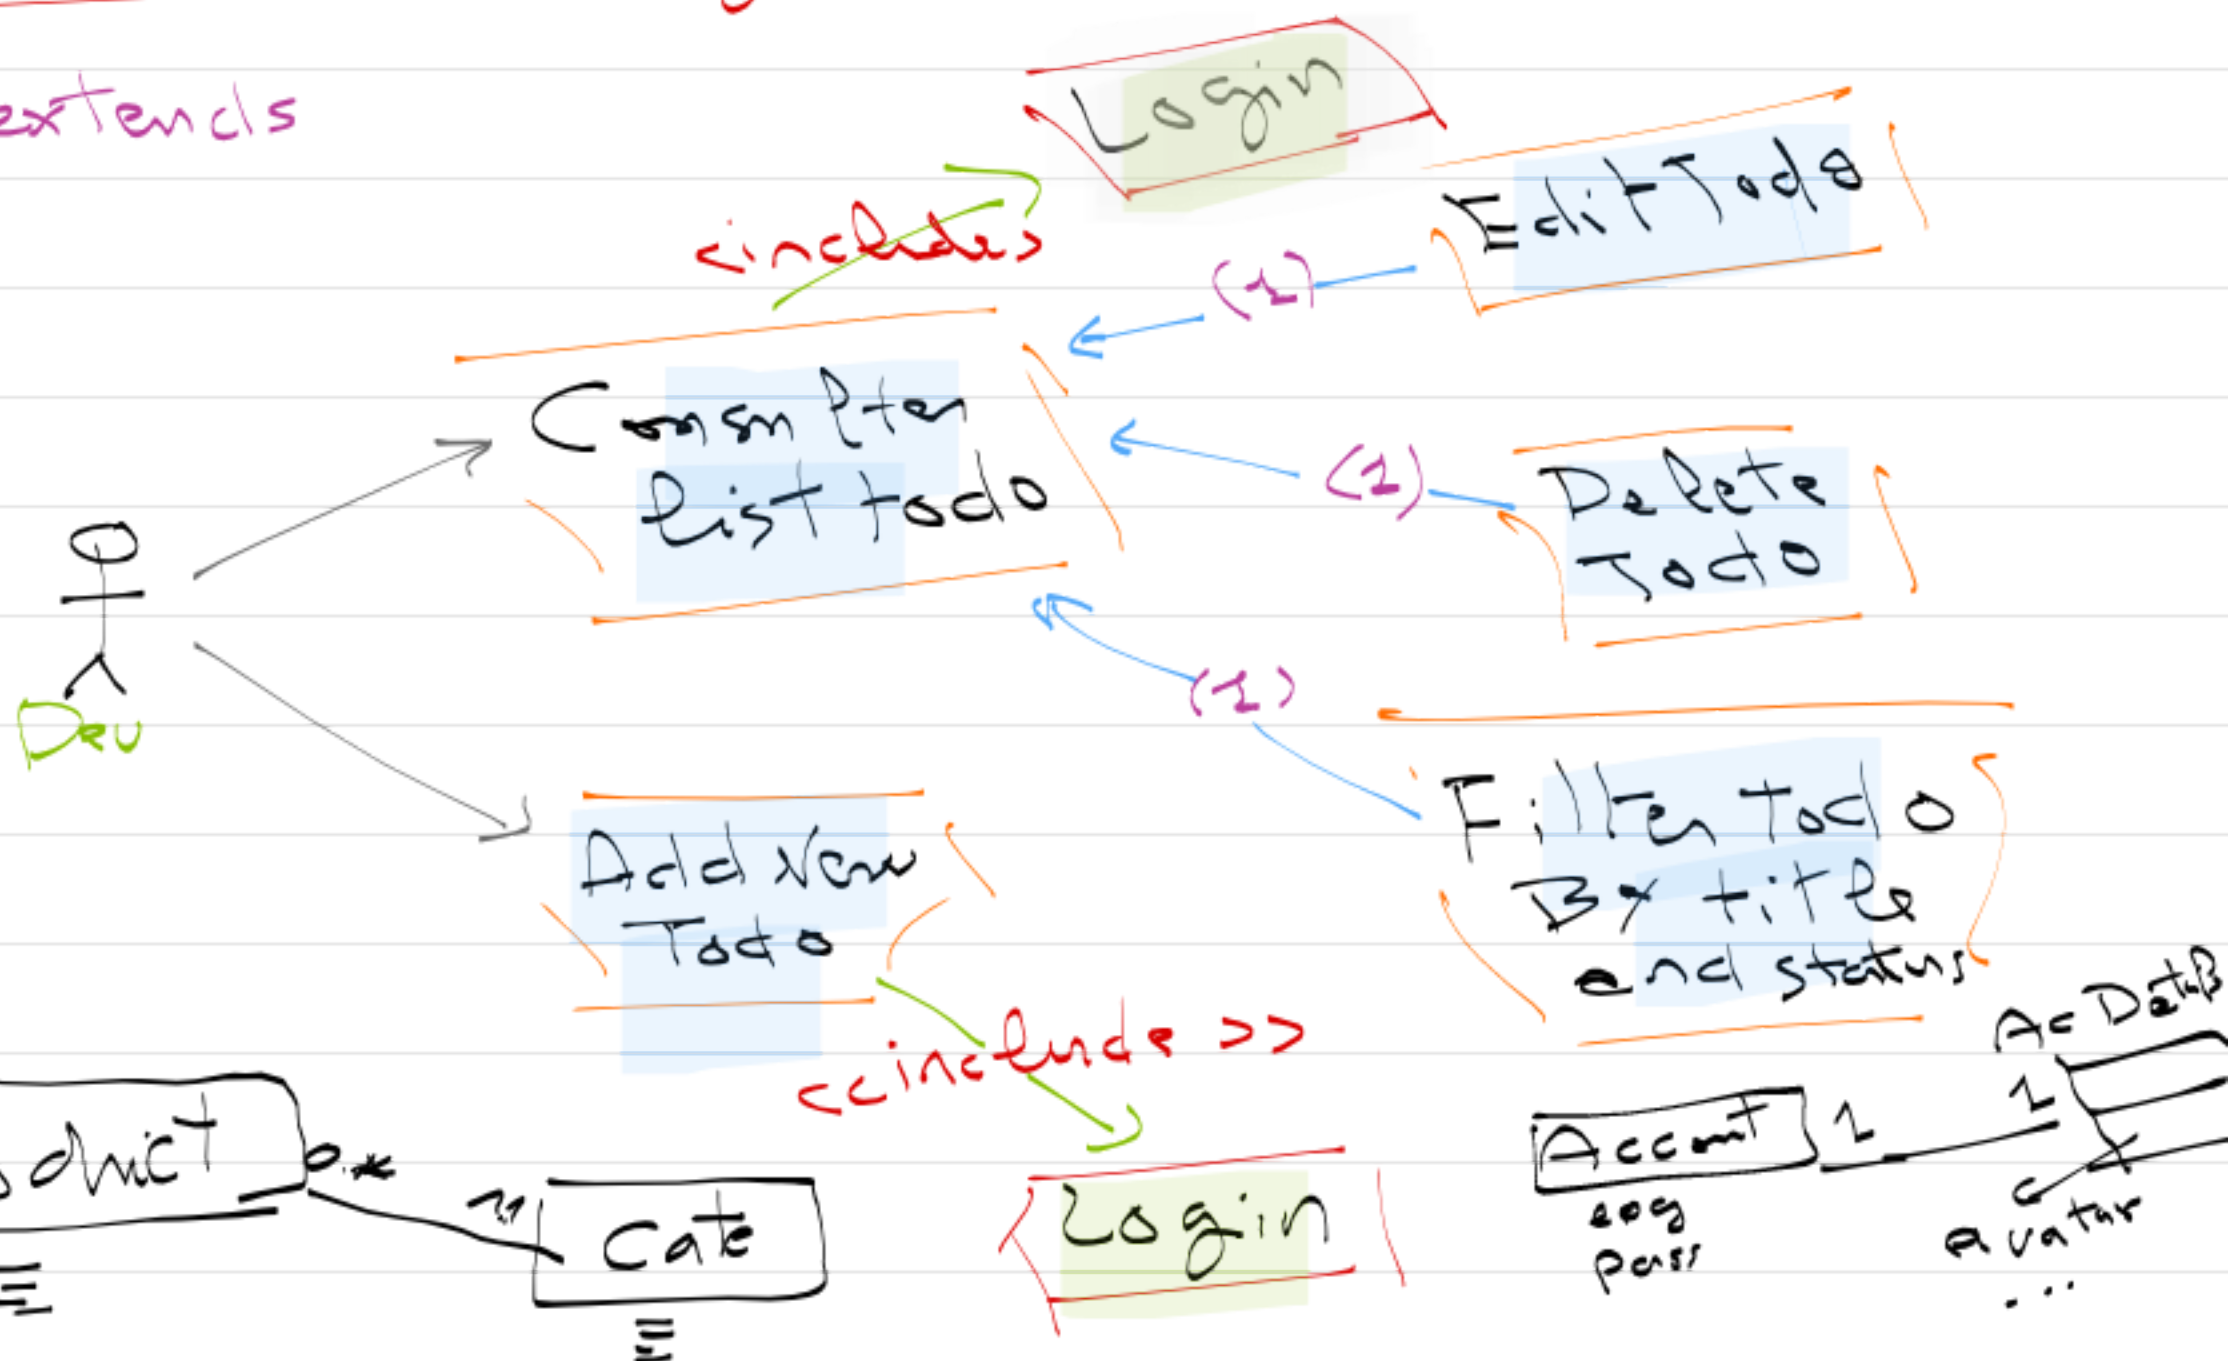 extends
Login
<include>
Edit Todo
(1)
Consulter
list todo
(1)
Delete
Todo
Dev
(1)
Add New
Todo
Filter Todo
By title
and status
<<include>>
0..*
Cate
Login
Account
1
1
log
pass
avatar
...